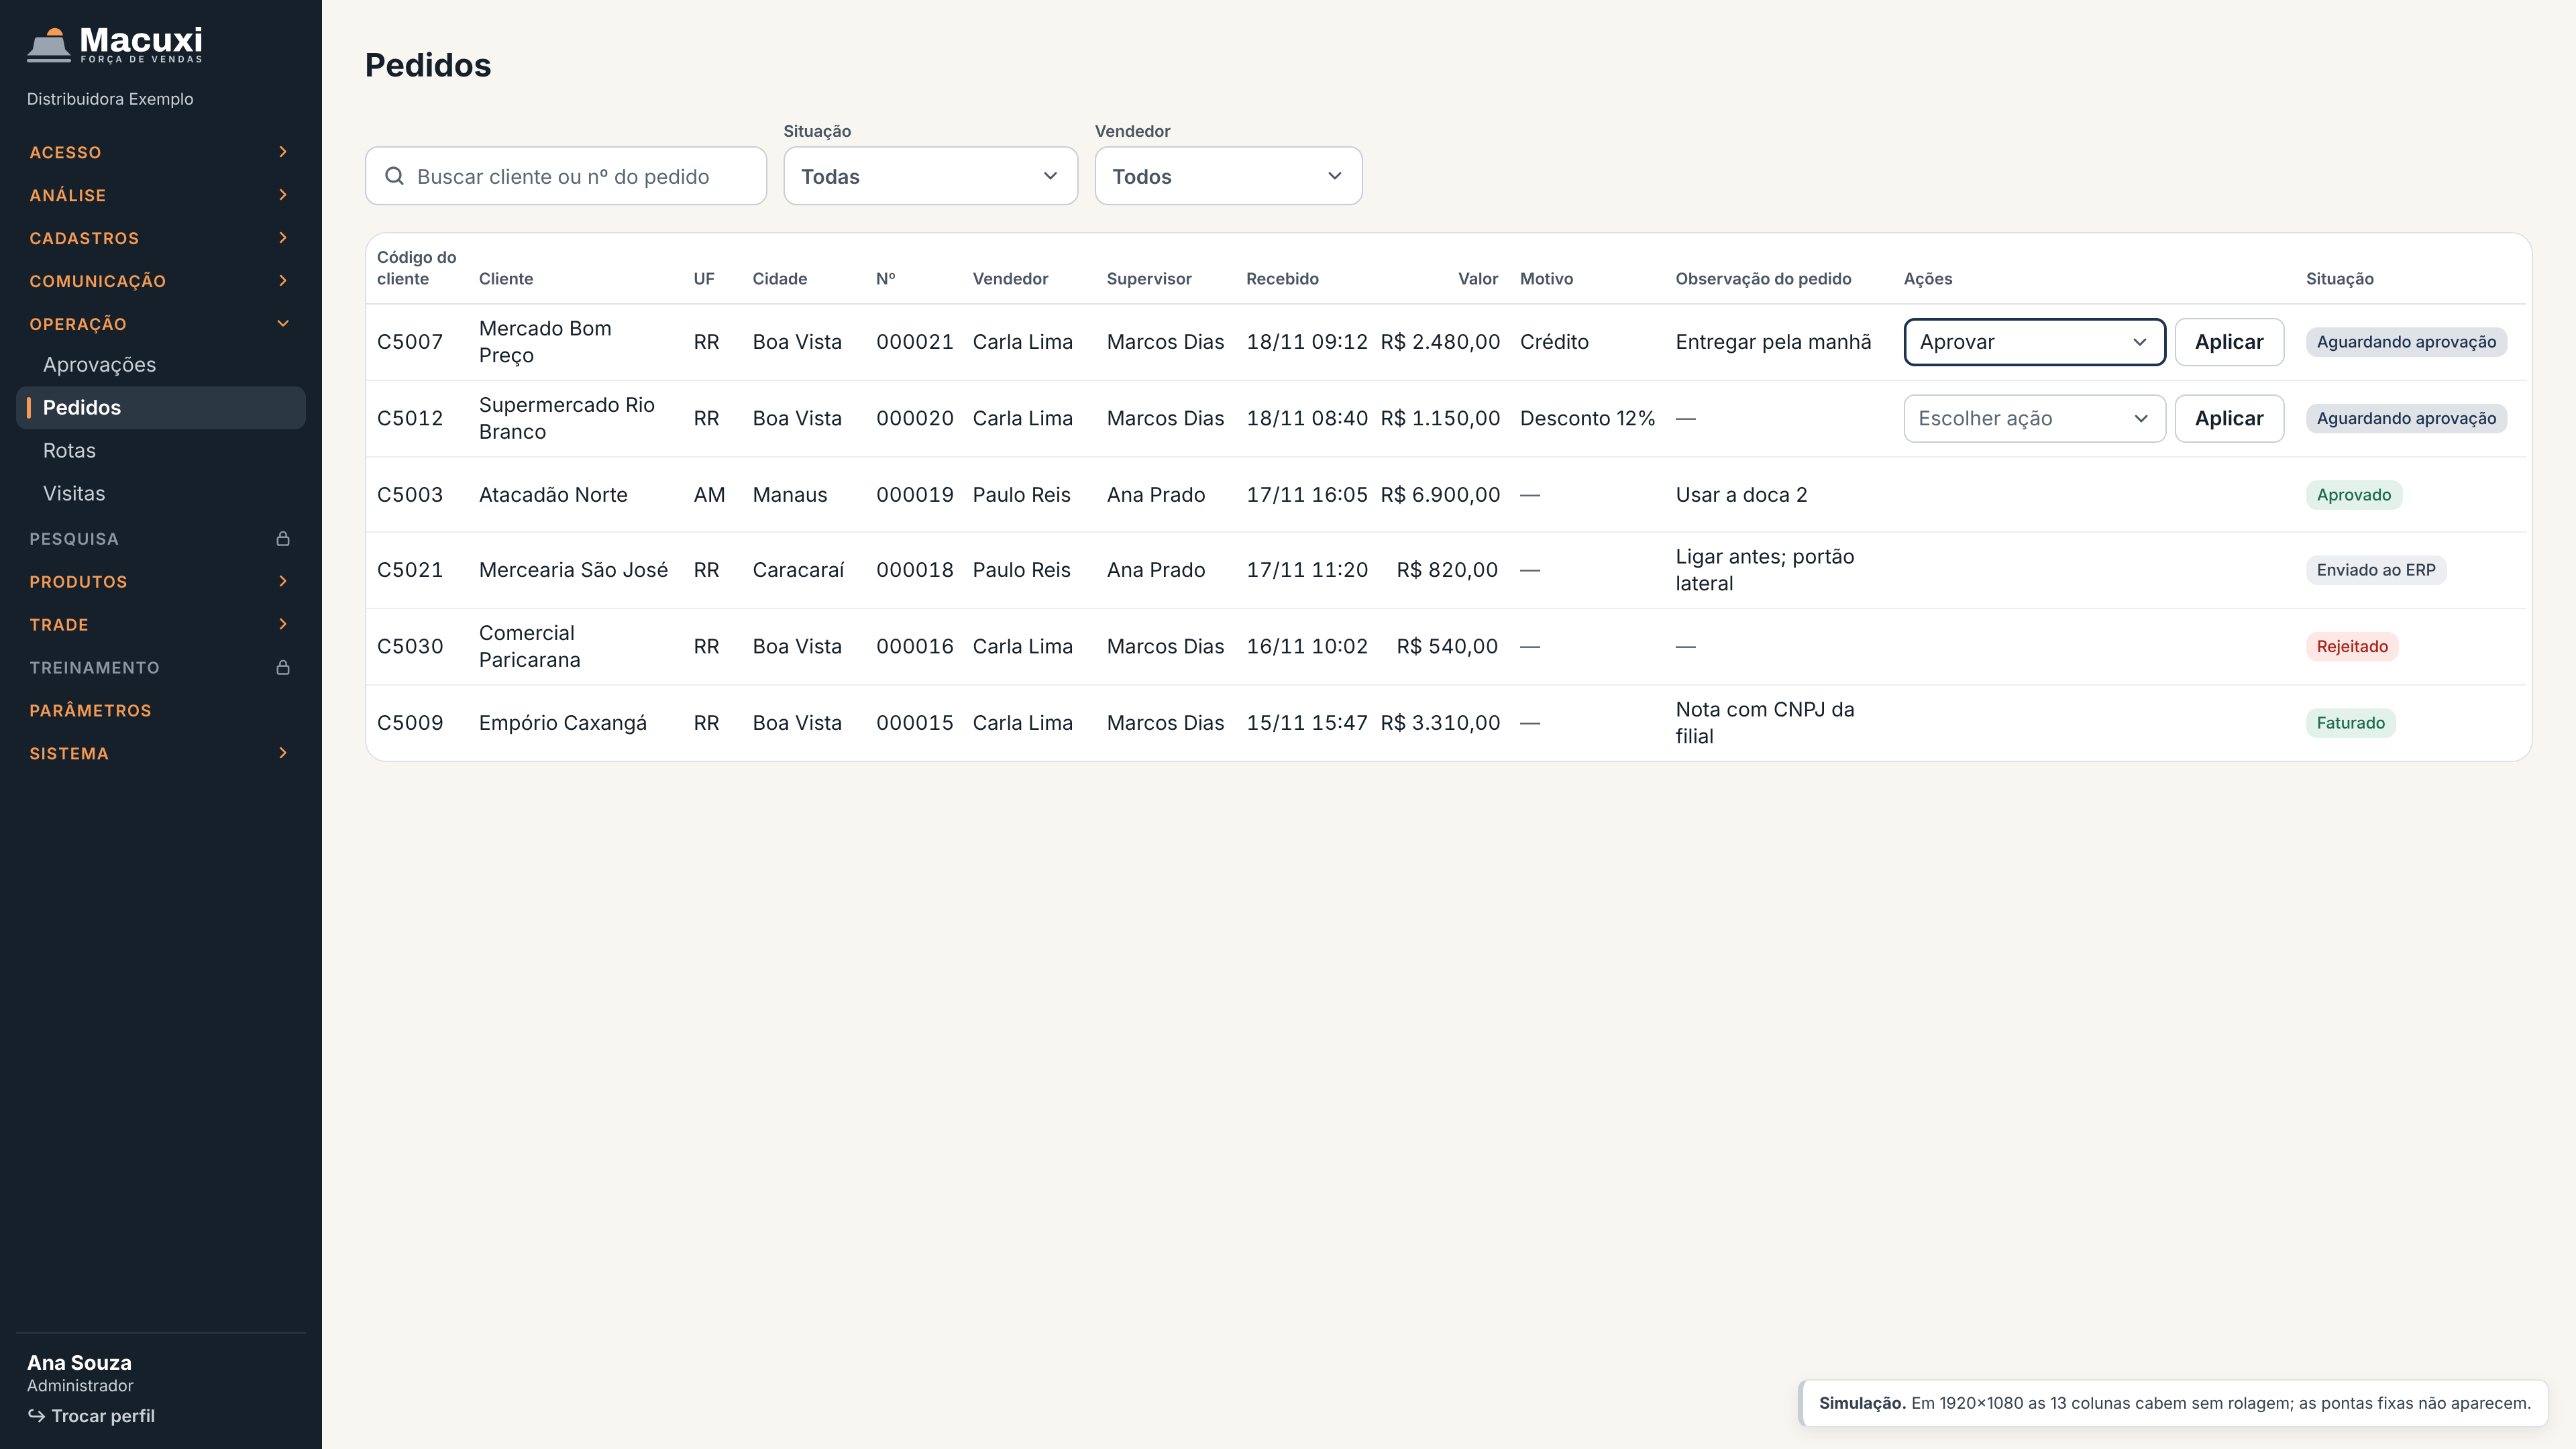 Macuxi
FORÇA DE VENDAS
Distribuidora Exemplo
ACESSO
ANÁLISE
CADASTROS
COMUNICAÇÃO
OPERAÇÃO
Aprovações
Pedidos
Rotas
Visitas
PESQUISA
PRODUTOS
TRADE
TREINAMENTO
PARÂMETROS
SISTEMA
Ana Souza
Administrador
Trocar perfil
Pedidos
Situação
Vendedor
Buscar cliente ou nº do pedido
Todas
Todos
Código do cliente Cliente UF Cidade Nº Vendedor Supervisor Recebido Valor Motivo Observação do pedido Ações Situação
C5007 Mercado Bom Preço RR Boa Vista 000021 Carla Lima Marcos Dias 18/11 09:12 R$ 2.480,00 Crédito Entregar pela manhã Aprovar Aplicar Aguardando aprovação
C5012 Supermercado Rio Branco RR Boa Vista 000020 Carla Lima Marcos Dias 18/11 08:40 R$ 1.150,00 Desconto 12% — Escolher ação Aplicar Aguardando aprovação
C5003 Atacadão Norte AM Manaus 000019 Paulo Reis Ana Prado 17/11 16:05 R$ 6.900,00 — Usar a doca 2 Aprovado
C5021 Mercearia São José RR Caracaraí 000018 Paulo Reis Ana Prado 17/11 11:20 R$ 820,00 — Ligar antes; portão lateral Enviado ao ERP
C5030 Comercial Paricarana RR Boa Vista 000016 Carla Lima Marcos Dias 16/11 10:02 R$ 540,00 — — Rejeitado
C5009 Empório Caxangá RR Boa Vista 000015 Carla Lima Marcos Dias 15/11 15:47 R$ 3.310,00 — Nota com CNPJ da filial Faturado
Simulação. Em 1920×1080 as 13 colunas cabem sem rolagem; as pontas fixas não aparecem.